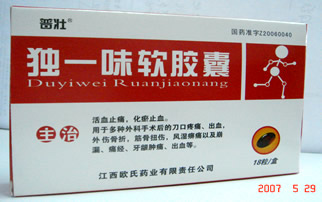 国药准字Z20060040
独一味软胶囊
Duyiwei Ruanjiaonang
主治
活血止痛，化瘀止血。
用于多种外科手术后的刀口疼痛、出血，
外伤骨折，筋骨扭伤，风湿痹痛以及崩
漏、痛经、牙龈肿痛、出血等。
18粒/盒
江西欧氏药业有限责任公司
2007 5 29